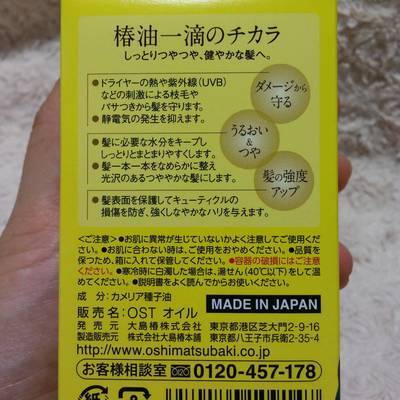 椿油一滴のチカラ
しっとりつやつや、健やかな髪へ。
●ドライヤーの熱や紫外線（UVB）
などの刺激による枝毛や
パサつきから髪を守ります。
●静電気の発生を抑えます。
ダメージから
守る
●髪に必要な水分をキープし
しっとりとまとまりやすくします。
●髪一本一本をなめらかに整え
光沢のあるつややかな髪にします。
うるおい
&
つや
●髪表面を保護してキューティクルの
損傷を防ぎ、強くしなやかなハリを与えます。
髪の強度
アップ
<ご注意>●お肌に異常が生じていないかよく注意してご使用くだ
さい。●お肌に合わない時は、ご使用をおやめください。●品質を
保つため、箱に入れて保管してください。●容器の破損にはご注意
ください。●寒冷時に白濁した場合は、湯せん（40℃以下）をして温
めてください。●説明書をよく読んでからお使いください。
成 分：カメリア種子油
MADE IN JAPAN
販売名：OST オイル
発 売 元 大島椿株式会社 東京都港区芝大門2-9-16
製造販売元 株式会社大島椿本舗 東京都八王子市兵衛2-35-4
http://www.oshimatsubaki.co.jp
お客様相談室 0120-457-178
紙